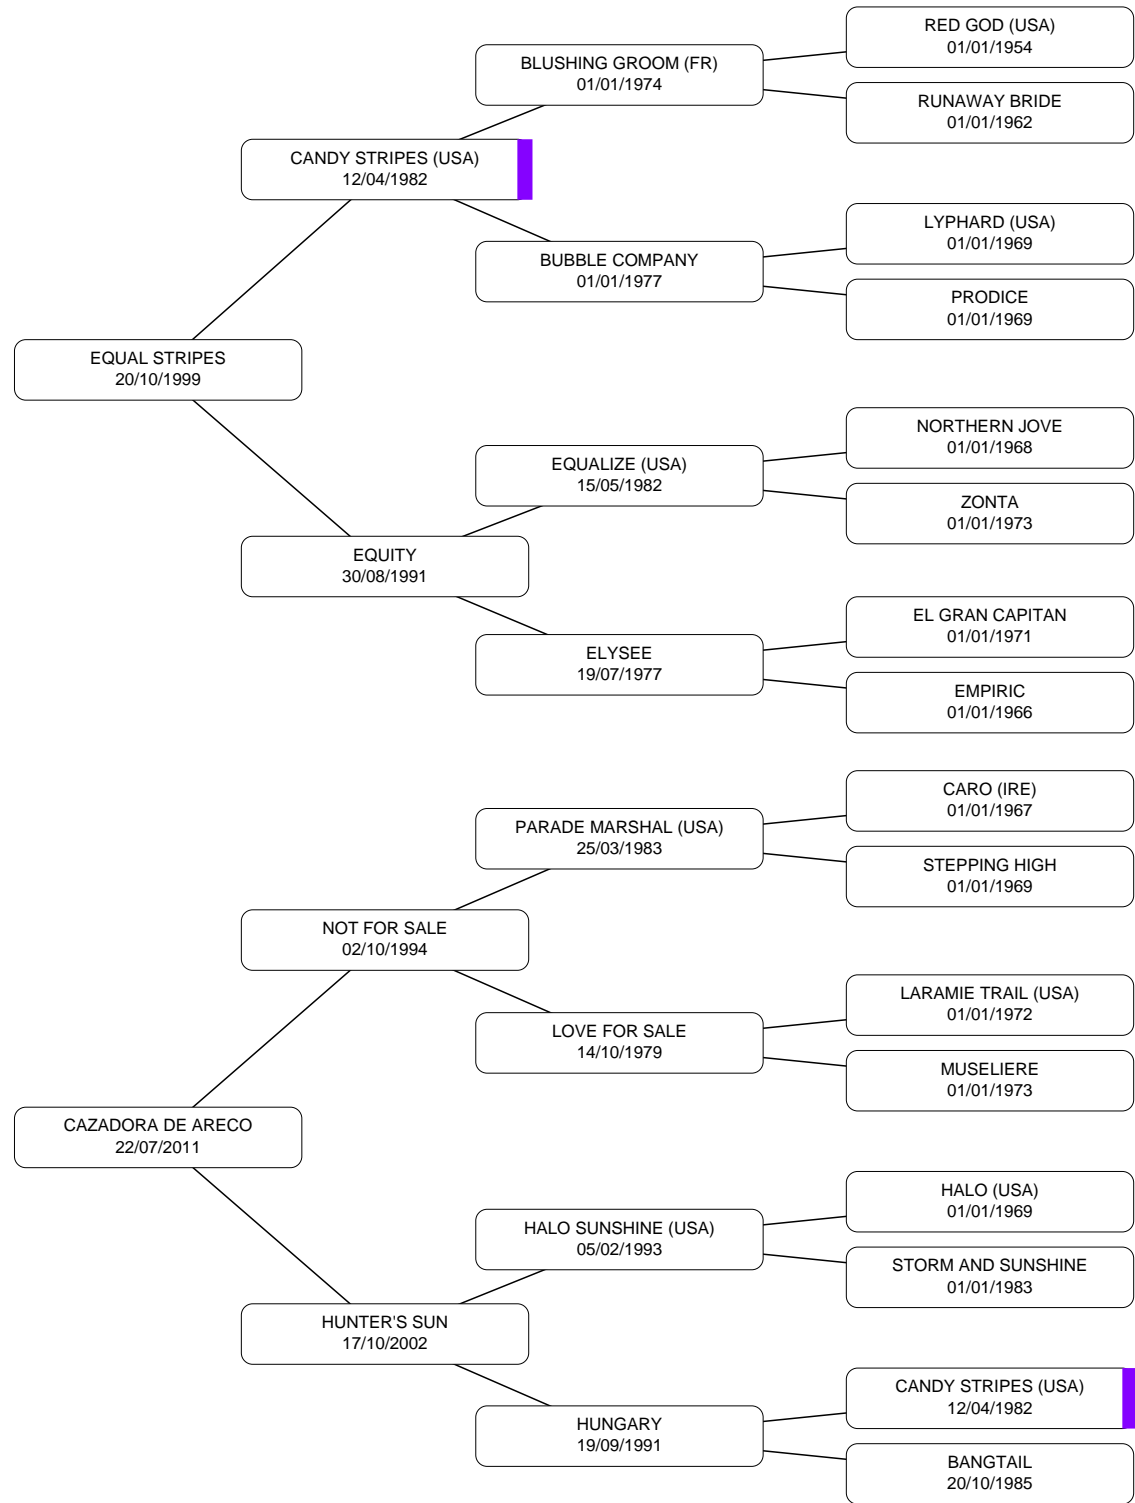 RED GOD (USA)
01/01/1954
BLUSHING GROOM (FR)
01/01/1974
RUNAWAY BRIDE
01/01/1962
CANDY STRIPES (USA)
12/04/1982
LYPHARD (USA)
01/01/1969
BUBBLE COMPANY
01/01/1977
PRODICE
01/01/1969
EQUAL STRIPES
20/10/1999
NORTHERN JOVE
01/01/1968
EQUALIZE (USA)
15/05/1982
ZONTA
01/01/1973
EQUITY
30/08/1991
EL GRAN CAPITAN
01/01/1971
ELYSEE
19/07/1977
EMPIRIC
01/01/1966
CARO (IRE)
01/01/1967
PARADE MARSHAL (USA)
25/03/1983
STEPPING HIGH
01/01/1969
NOT FOR SALE
02/10/1994
LARAMIE TRAIL (USA)
01/01/1972
LOVE FOR SALE
14/10/1979
MUSELIERE
01/01/1973
CAZADORA DE ARECO
22/07/2011
HALO (USA)
01/01/1969
HALO SUNSHINE (USA)
05/02/1993
STORM AND SUNSHINE
01/01/1983
HUNTER'S SUN
17/10/2002
CANDY STRIPES (USA)
12/04/1982
HUNGARY
19/09/1991
BANGTAIL
20/10/1985